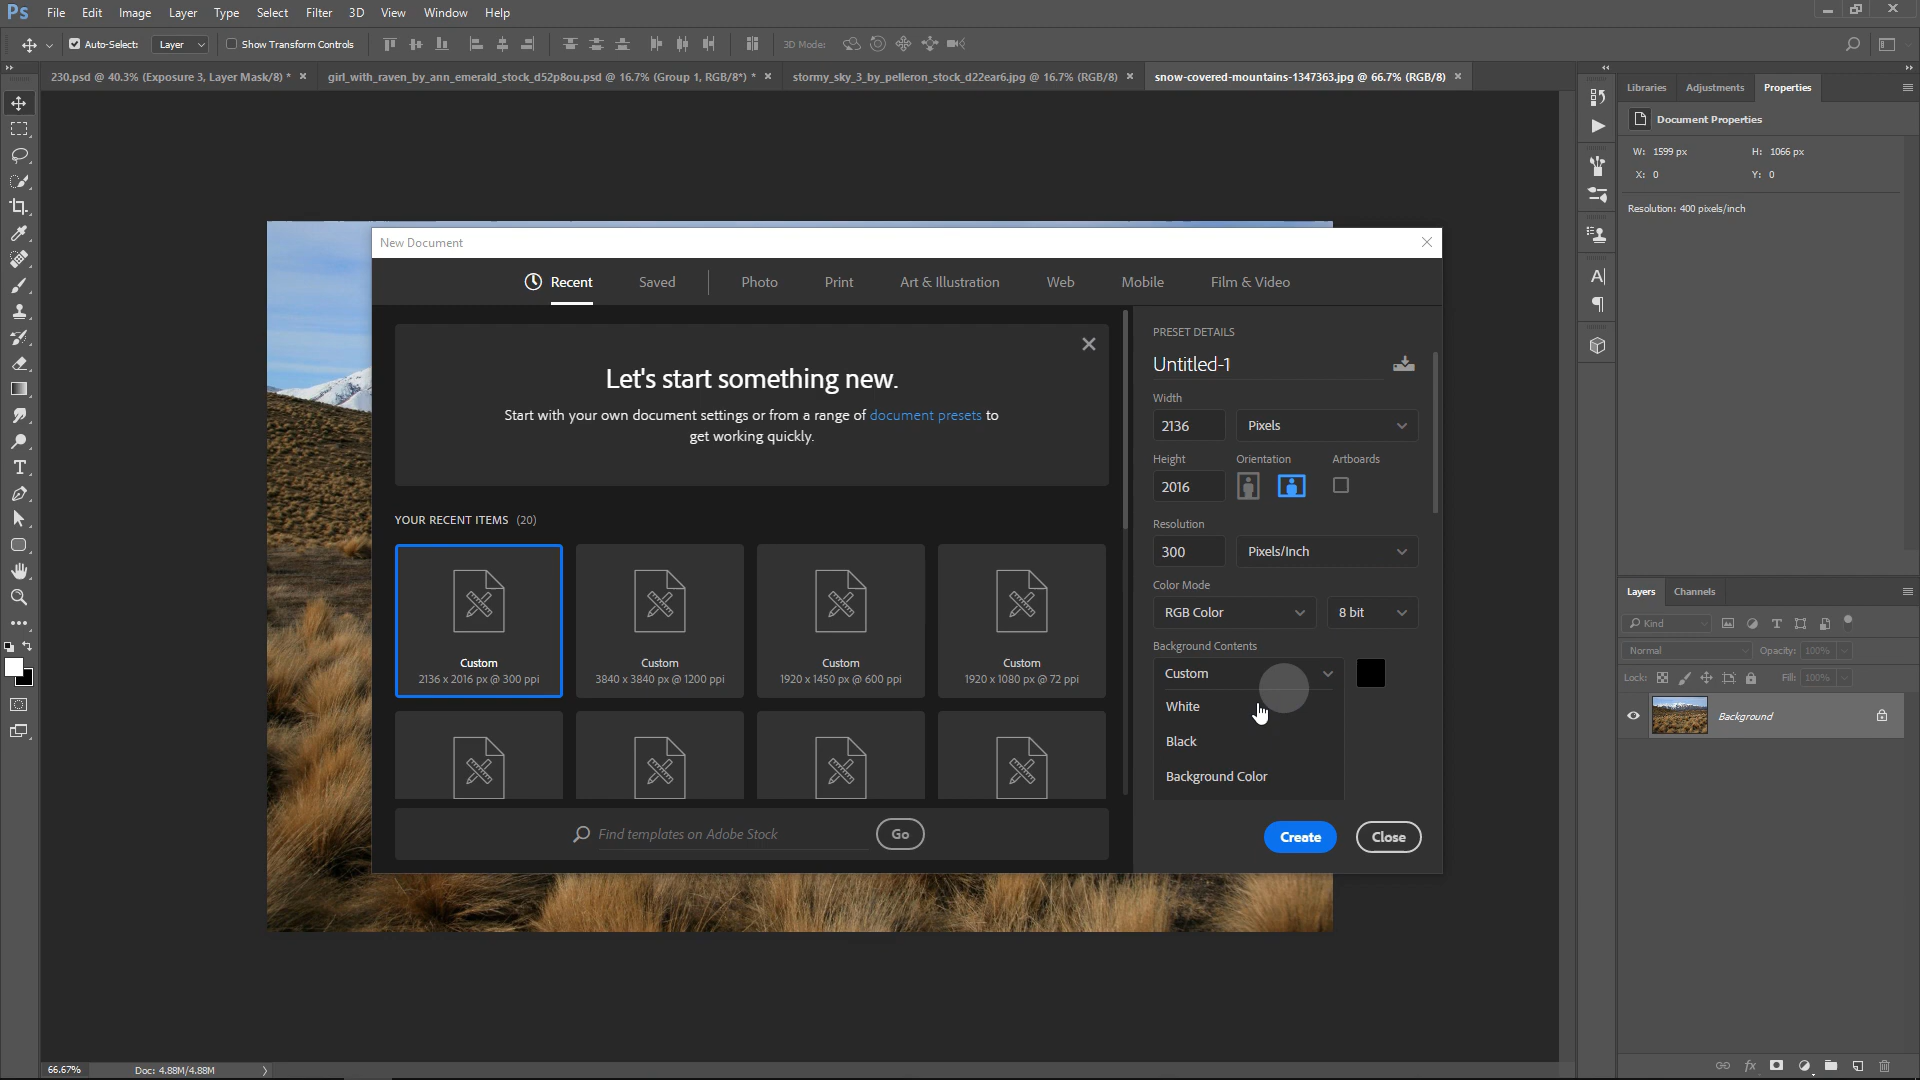 Ps File Edit Image Layer Type Select Filter 3D View Window Help
Auto-Select: Layer Show Transform Controls 3D Mode:
230.psd @ 40.3% (Exposure 3, Layer Mask/8) * girl_with_raven_by_ann_emerald_stock_d52p8ou.psd @ 16.7% (Group 1, RGB/8*) * stormy_sky_3_by_pelleron_stock_d22ear6.jpg @ 16.7% (RGB/8) snow-covered-mountains-1347363.jpg @ 66.7% (RGB/8)
Libraries Adjustments Properties
Document Properties
W: 1599 px H: 1066 px
X: 0 Y: 0
Resolution: 400 pixels/inch
New Document
Recent Saved Photo Print Art & Illustration Web Mobile Film & Video
Let's start something new.
Start with your own document settings or from a range of document presets to
get working quickly.
YOUR RECENT ITEMS (20)
Custom
2136 x 2016 px @ 300 ppi
Custom
3840 x 3840 px @ 1200 ppi
Custom
1920 x 1450 px @ 600 ppi
Custom
1920 x 1080 px @ 72 ppi
Find templates on Adobe Stock Go
PRESET DETAILS
Untitled-1
Width
2136 Pixels
Height Orientation Artboards
2016
Resolution
300 Pixels/Inch
Color Mode
RGB Color 8 bit
Background Contents
Custom
White
Black
Background Color
Create Close
Layers Channels
Kind
Normal Opacity: 100%
Lock: Fill: 100%
Background
66.67% Doc: 4.88M/4.88M